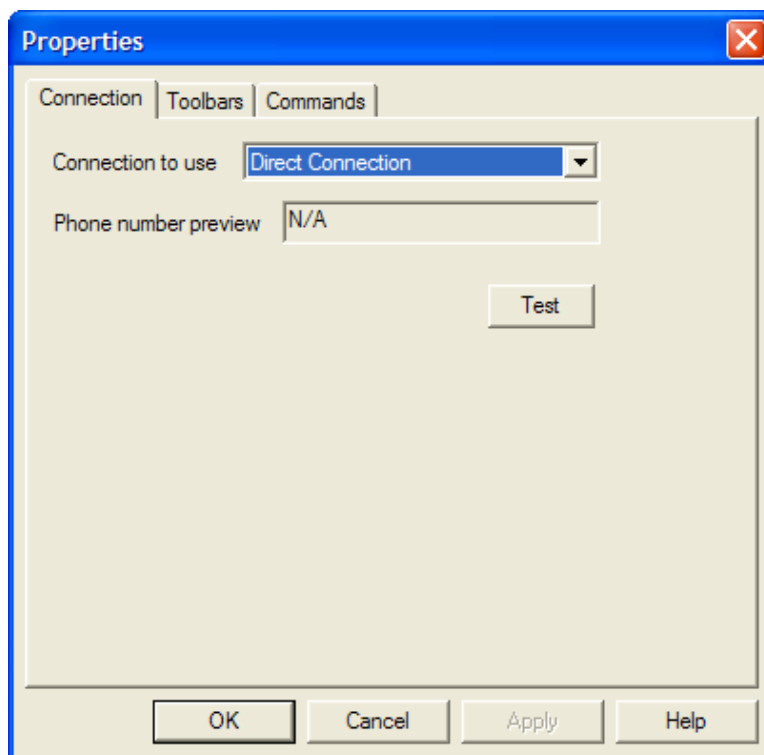 Properties
Connection Toolbars Commands
Connection to use Direct Connection
Phone number preview N/A
Test
OK Cancel Apply Help